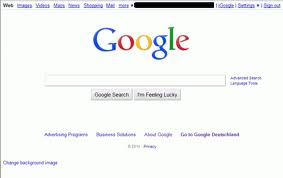 Web Images Videos Maps News Shopping Mail more ▾ | iGoogle | Settings ▾ | Sign out
Google
Advanced Search
Language Tools
Google Search I'm Feeling Lucky
Advertising Programs Business Solutions About Google Go to Google Deutschland
© 2010 - Privacy
Change background image